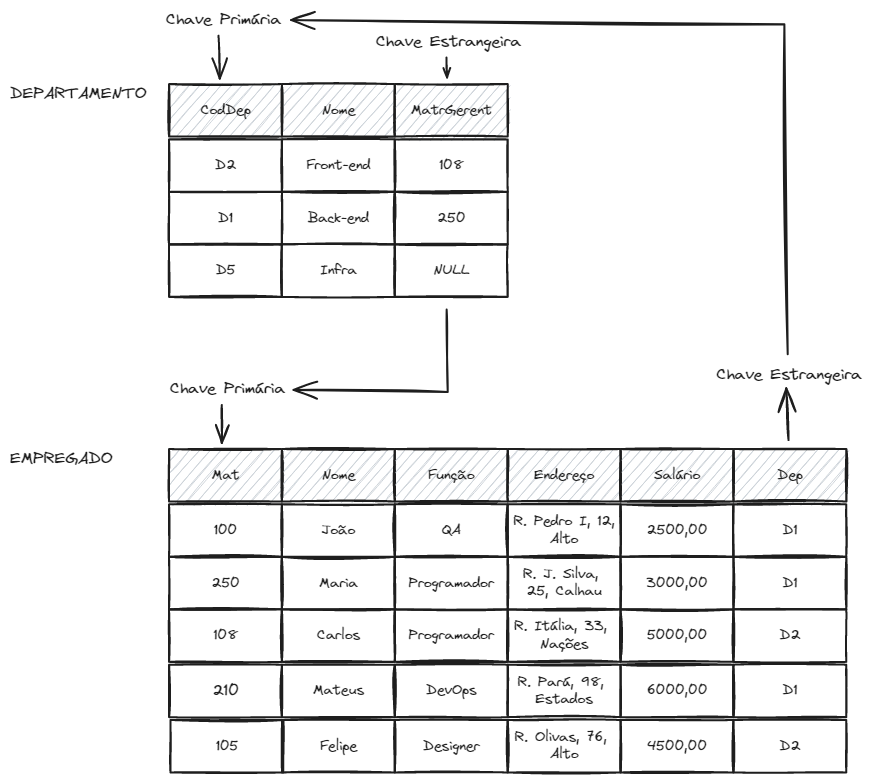 Chave Primária
Chave Estrangeira
DEPARTAMENTO
CodDep Nome MatrGerent
D2 Front-end 108
D1 Back-end 250
D5 Infra NULL
Chave Primária
Chave Estrangeira
EMPREGADO
Mat Nome Função Endereço Salário Dep
100 João QA R. Pedro I, 12, Alto 2500,00 D1
250 Maria Programador R. J. Silva, 25, Calhau 3000,00 D1
108 Carlos Programador R. Itália, 33, Nações 5000,00 D2
210 Mateus DevOps R. Pará, 98, Estados 6000,00 D1
105 Felipe Designer R. Olivas, 76, Alto 4500,00 D2